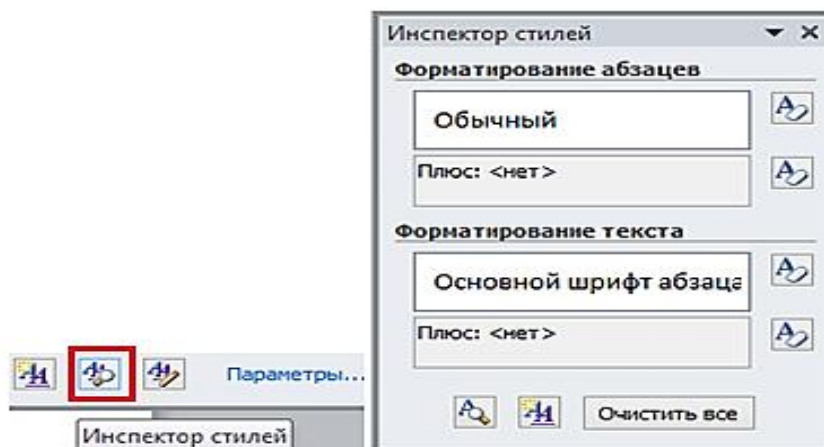 Инспектор стилей
Форматирование абзацев
Обычный
Плюс: <нет>
Форматирование текста
Основной шрифт абзаца
Плюс: <нет>
Очистить все
Параметры...
Инспектор стилей